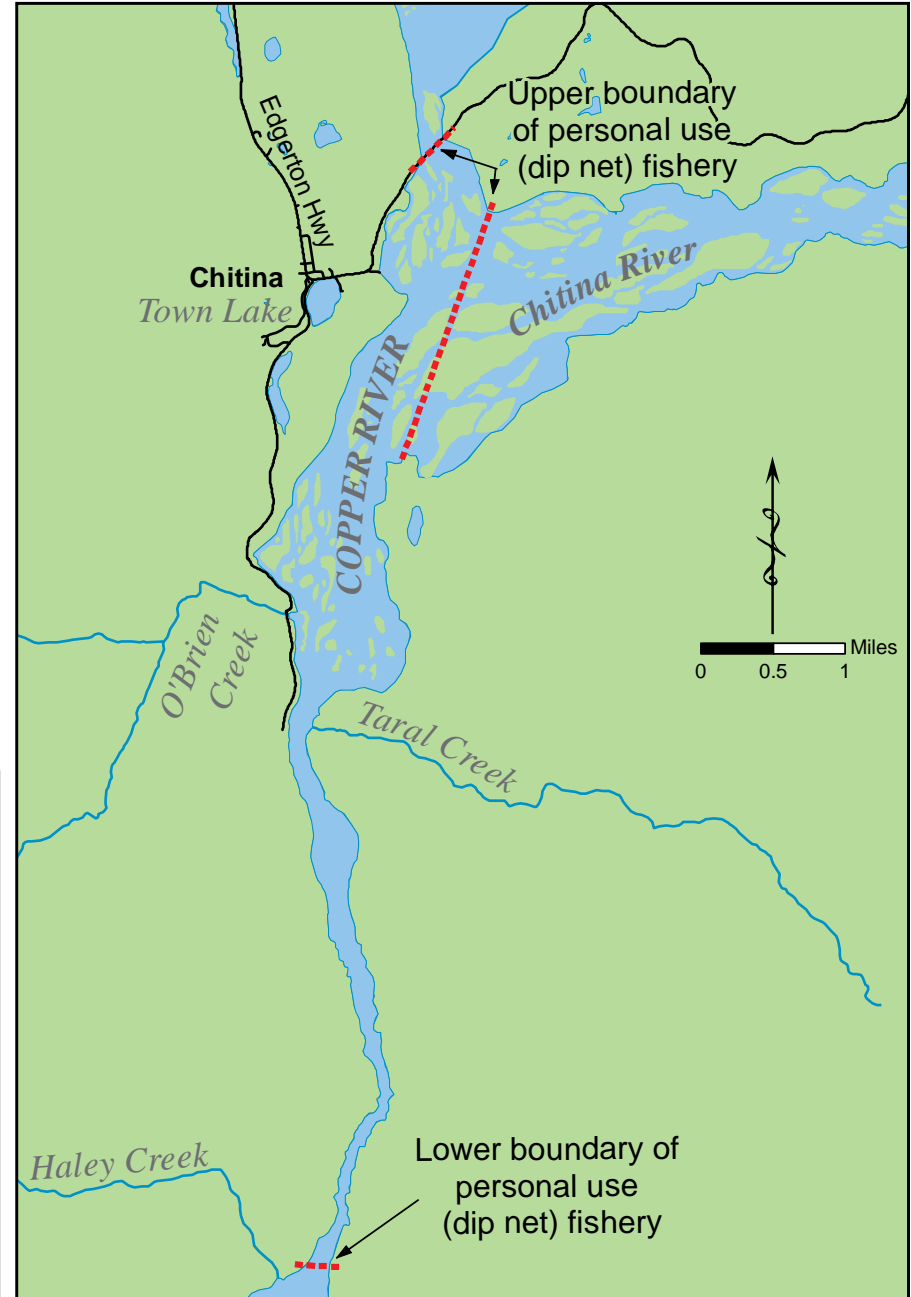 Upper boundary
of personal use
(dip net) fishery
Edgerton Hwy
Chitina
Town Lake
Chitina River
COPPER RIVER
Miles
0 0.5 1
O'Brien
Creek
Taral Creek
Haley Creek
Lower boundary of
personal use
(dip net) fishery